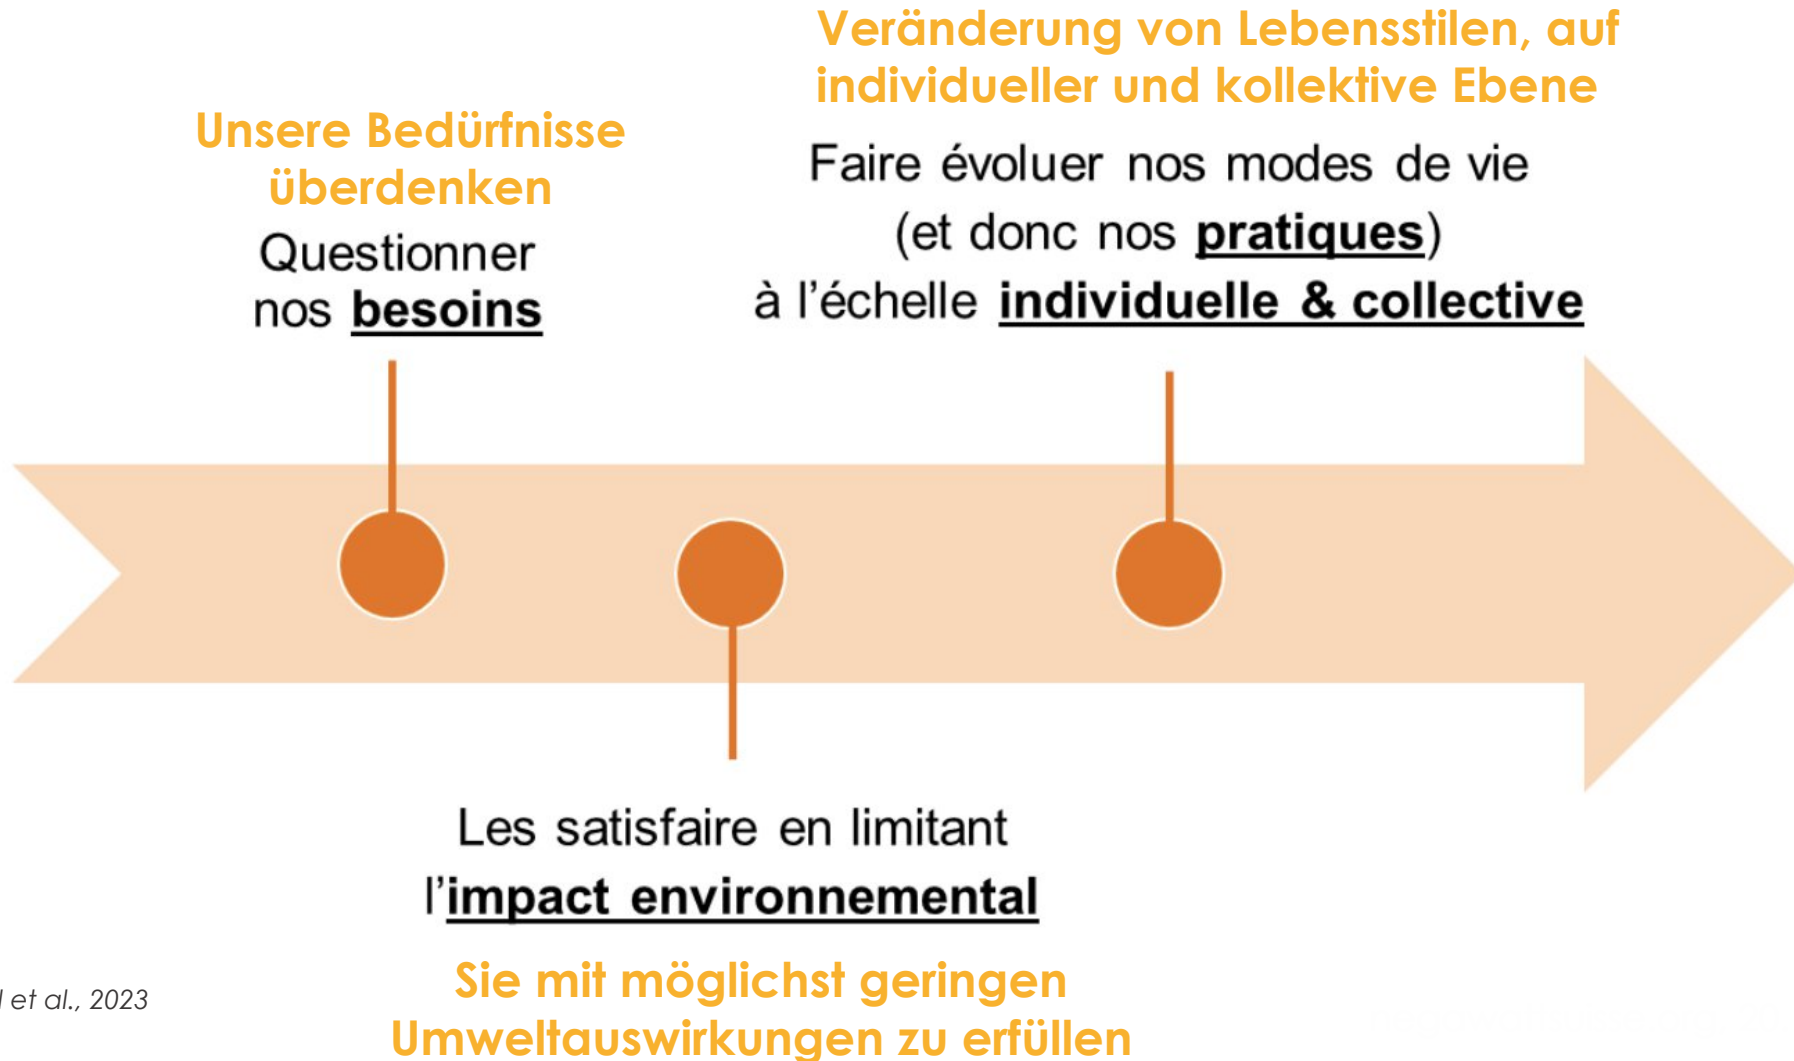 Unsere Bedürfnisse
überdenken
Questionner
nos besoins
Veränderung von Lebensstilen, auf
individueller und kollektive Ebene
Faire évoluer nos modes de vie
(et donc nos pratiques)
à l’échelle individuelle & collective
Les satisfaire en limitant
l’impact environnemental
Sie mit möglichst geringen
Umweltauswirkungen zu erfüllen
et al., 2023